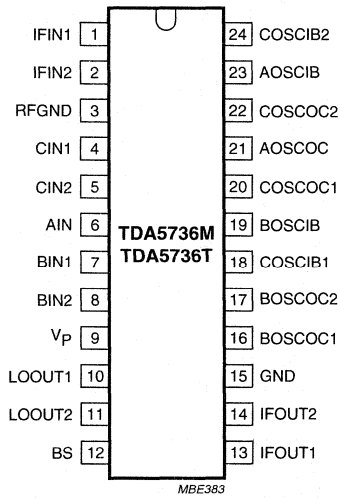 IFIN1 1 24 COSCIB2
IFIN2 2 23 AOSCIB
RFGND 3 22 COSCOC2
CIN1 4 21 AOSCOC
CIN2 5 20 COSCOC1
AIN 6 19 BOSCIB
TDA5736M
TDA5736T
BIN1 7 18 COSCIB1
BIN2 8 17 BOSCOC2
VP 9 16 BOSCOC1
LOOUT1 10 15 GND
LOOUT2 11 14 IFOUT2
BS 12 13 IFOUT1
MBE383